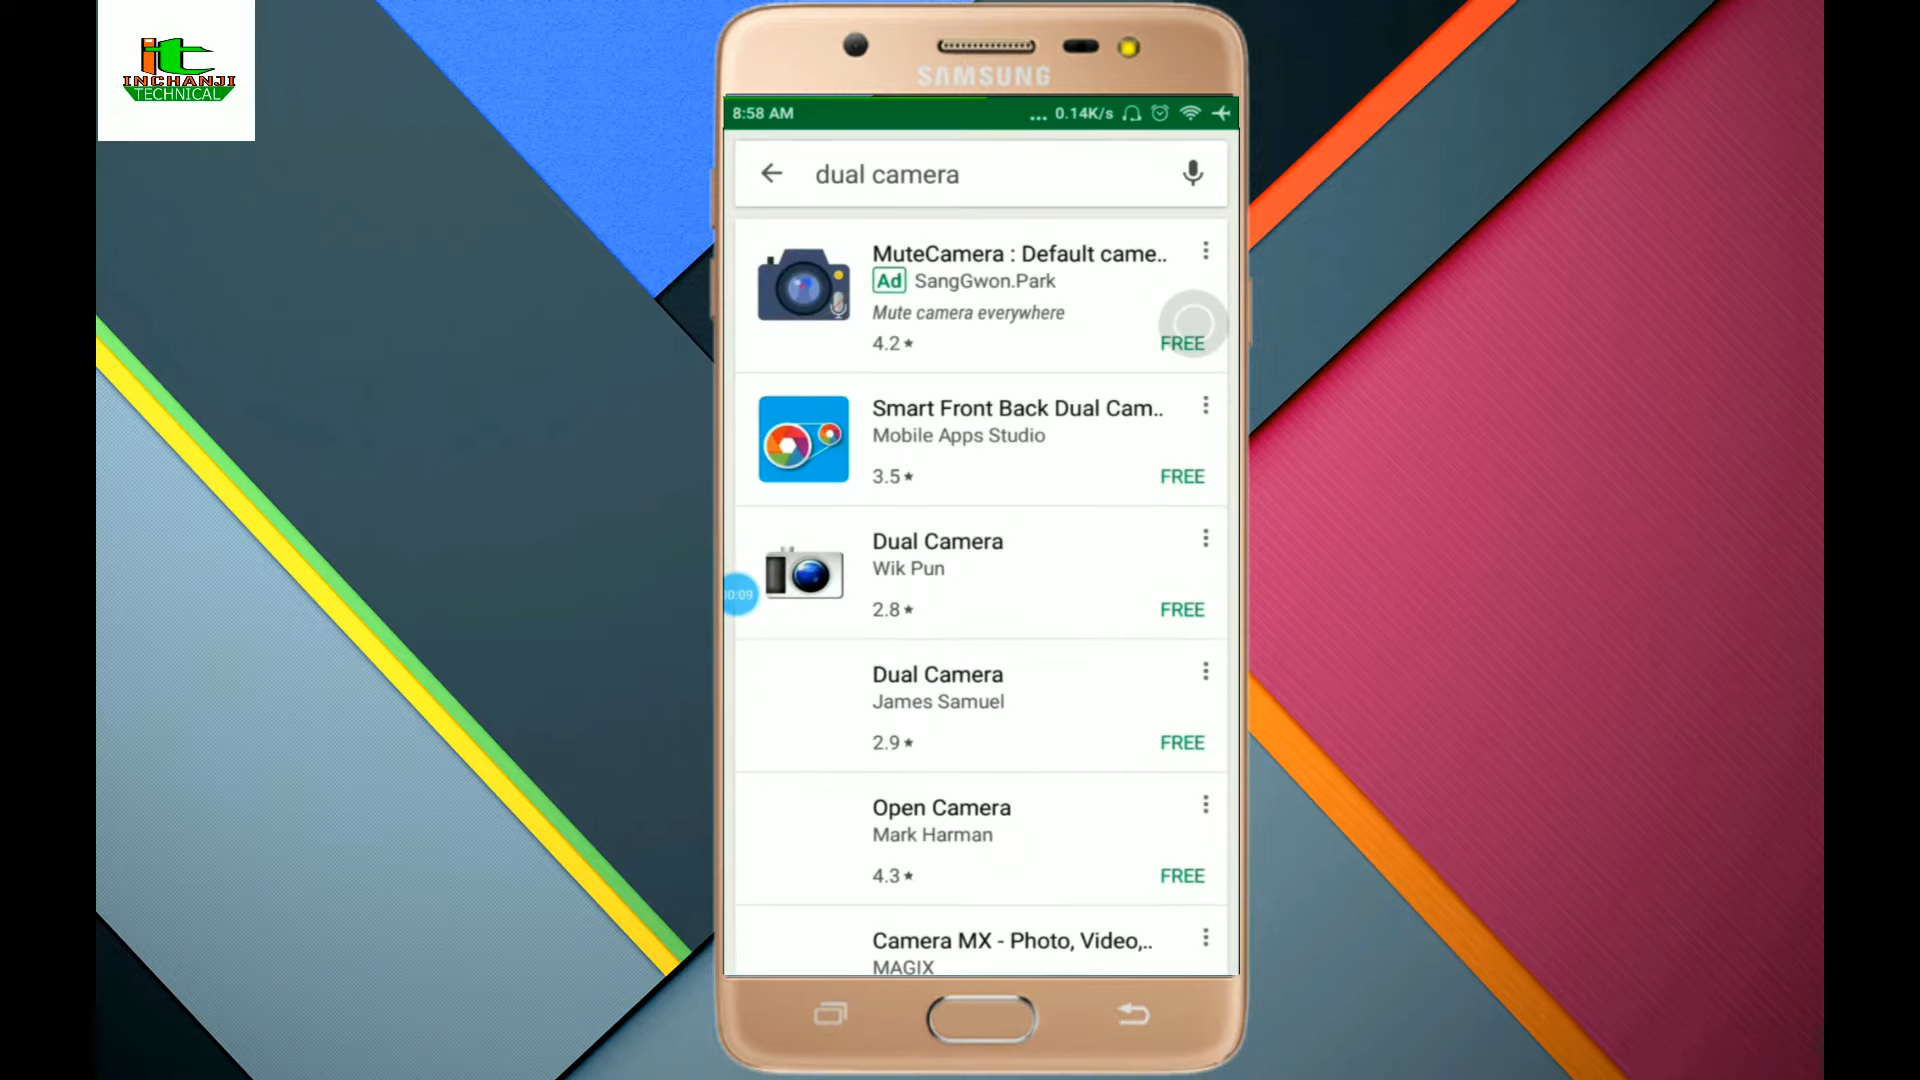 INCHANJI
TECHNICAL
SAMSUNG
8:58 AM
... 0.14K/s
dual camera
MuteCamera : Default came..
Ad SangGwon.Park
Mute camera everywhere
4.2★
FREE
Smart Front Back Dual Cam..
Mobile Apps Studio
3.5★
FREE
Dual Camera
Wik Pun
00:09
2.8★
FREE
Dual Camera
James Samuel
2.9★
FREE
Open Camera
Mark Harman
4.3★
FREE
Camera MX - Photo, Video,..
MAGIX